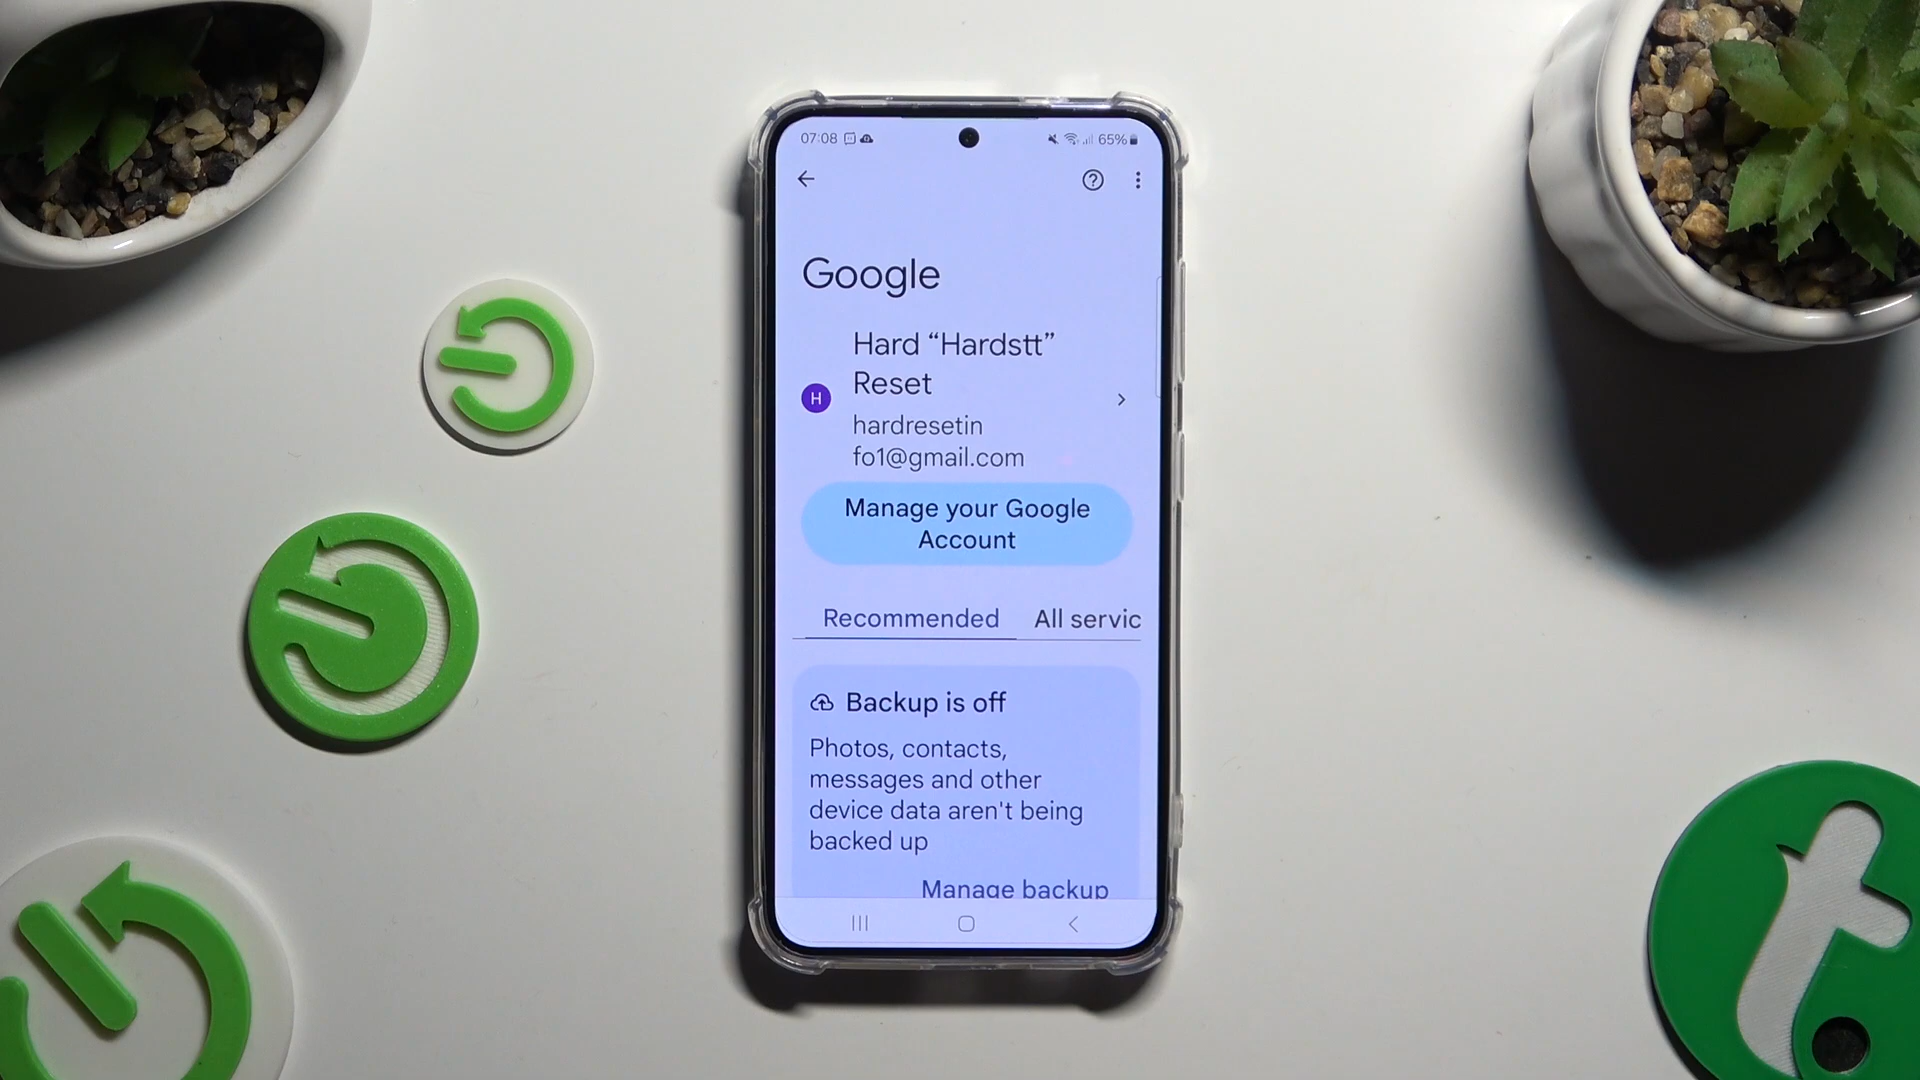 07:08 65%
Google
Hard “Hardstt”
Reset
H
hardresetin
fo1@gmail.com
Manage your Google
Account
Recommended All servic
Backup is off
Photos, contacts,
messages and other
device data aren't being
backed up
Manage backup